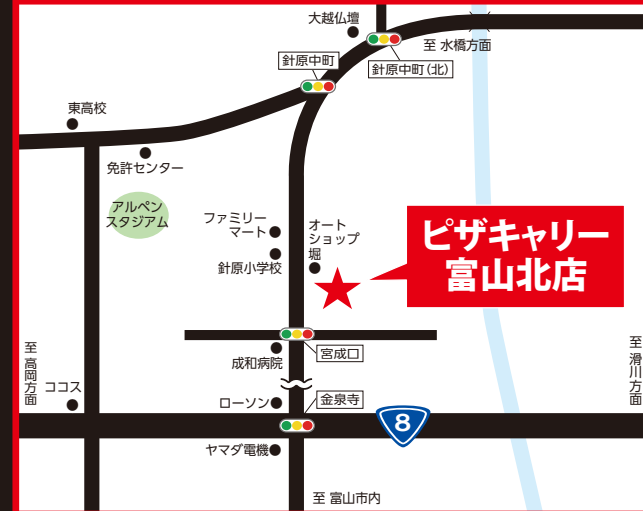 大越仏壇
至 水橋方面
針原中町
針原中町(北)
東高校
免許センター
アルペン
スタジアム
ファミリー
マート
オート
ショップ
堀
針原小学校
ピザキャリー
富山北店
宮成口
成和病院
至 高岡方面
至 滑川方面
ココス
ローソン
金泉寺
8
ヤマダ電機
至 富山市内